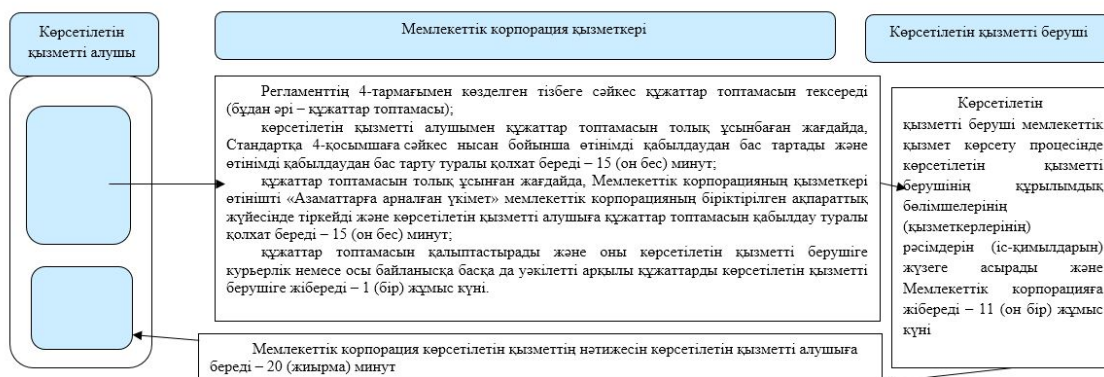 Көрсетілетін
қызметті алушы
Мемлекеттік корпорация қызметкері
Көрсетілетін қызметті беруші
Регламенттің 4-тармағымен көзделген тізбеге сәйкес құжаттар топтамасын тексереді
(бұдан әрі – құжаттар топтамасы);
көрсетілетін қызметті алушымен құжаттар топтамасын толық ұсынбаған жағдайда,
Стандартқа 4-қосымшаға сәйкес нысан бойынша өтінімді қабылдаудан бас тартады және
өтінімді қабылдаудан бас тарту туралы қолхат береді – 15 (он бес) минут;
құжаттар топтамасын толық ұсынған жағдайда, Мемлекеттік корпорацияның қызметкері
өтінішті «Азаматтарға арналған үкімет» мемлекеттік корпорацияның біріктірілген ақпараттық
жүйесінде тіркейді және көрсетілетін қызметті алушыға құжаттар топтамасын қабылдау туралы
қолхат береді – 15 (он бес) минут;
құжаттар топтамасын қалыптастырады және оны көрсетілетін қызметті берушіге
курьерлік немесе осы байланысқа басқа да уәкілетті арқылы құжаттарды көрсетілетін қызметті
берушіге жібереді – 1 (бір) жұмыс күні.
Көрсетілетін
қызметті беруші мемлекеттік
қызмет көрсету процесінде
көрсетілетін қызметті
берушінің құрылымдық
бөлімшелерінің
(қызметкерлерінің)
рәсімдерін (іс-қимылдарын)
жүзеге асырады және
Мемлекеттік корпорацияға
жібереді – 11 (он бір) жұмыс
күні
Мемлекеттік корпорация көрсетілетін қызметтің нәтижесін көрсетілетін қызметті алушыға
береді – 20 (жиырма) минут